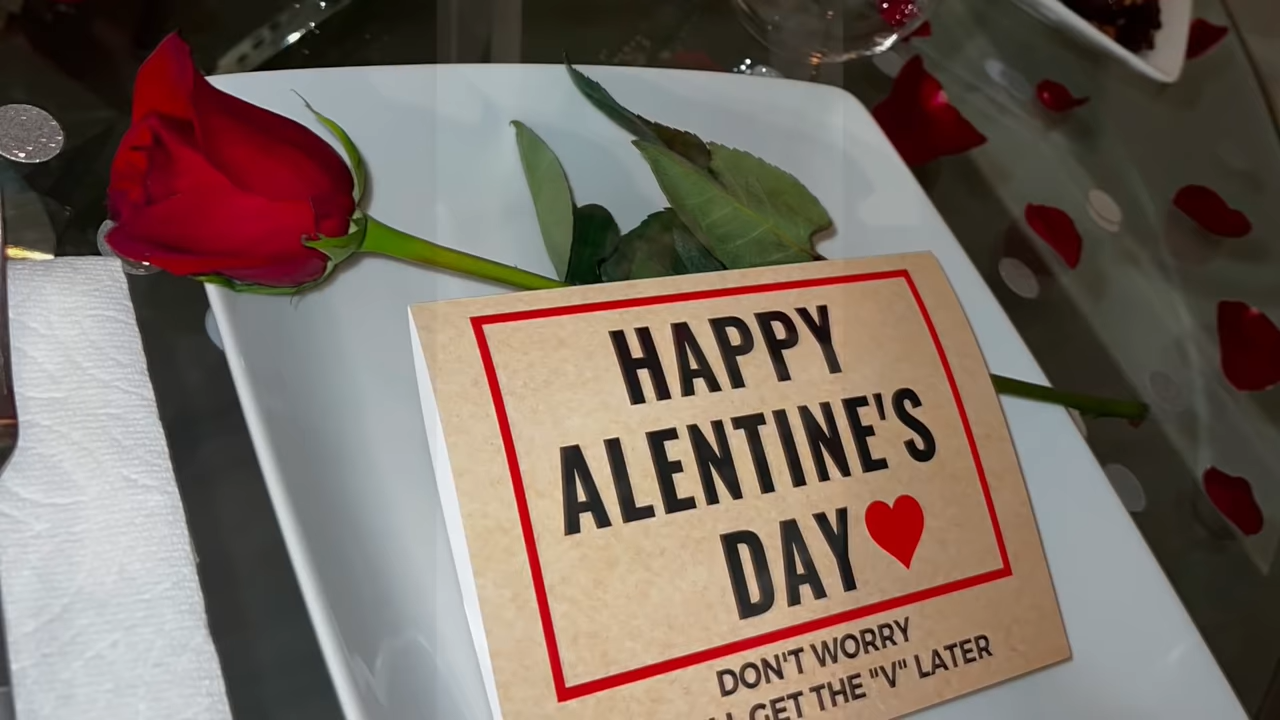 HAPPY
ALENTINE'S
DAY
DON'T WORRY
GET THE "V" LATER